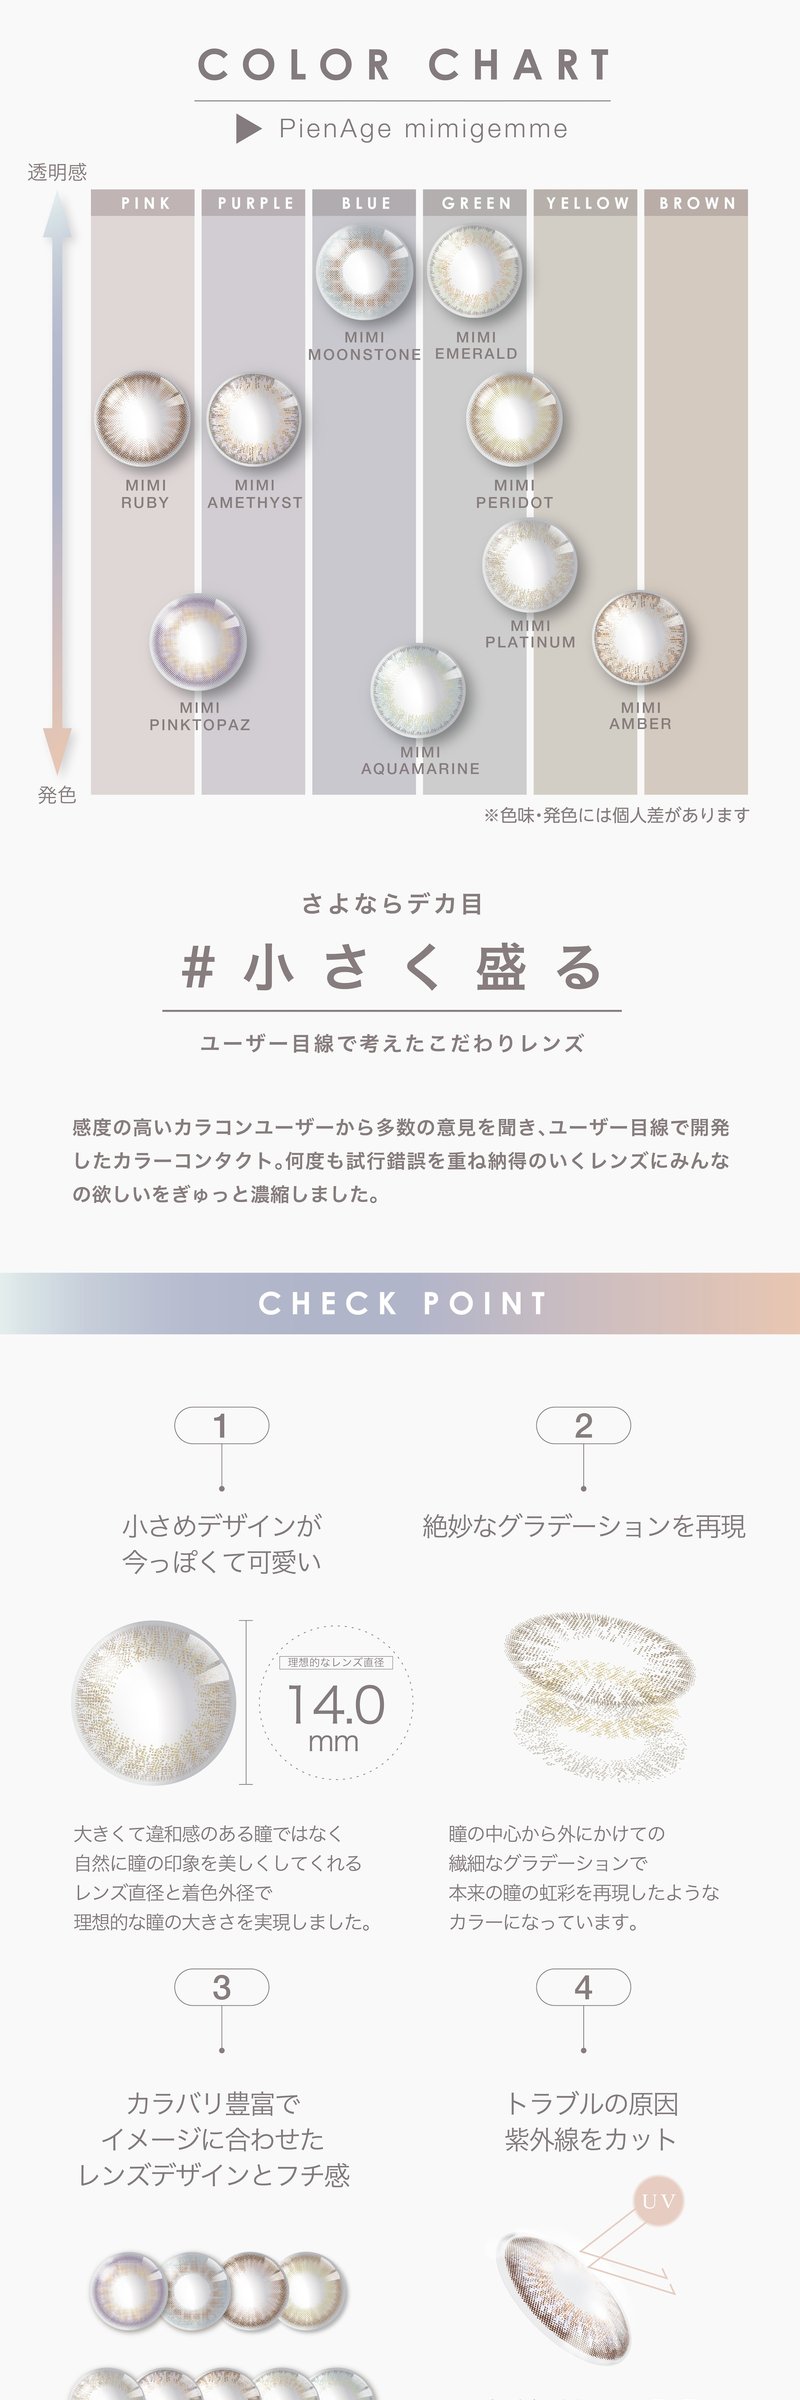 COLOR CHART
▶ PienAge mimigemme
透明感
PINK
PURPLE
BLUE
GREEN
YELLOW
BROWN
MIMI
MOONSTONE
MIMI
EMERALD
MIMI
RUBY
MIMI
AMETHYST
MIMI
PERIDOT
MIMI
PLATINUM
MIMI
PINKTOPAZ
MIMI
AMBER
MIMI
AQUAMARINE
発色
※色味・発色には個人差があります
さよならデカ目
#小さく盛る
ユーザー目線で考えたこだわりレンズ
感度の高いカラコンユーザーから多数の意見を聞き、ユーザー目線で開発
したカラーコンタクト。何度も試行錯誤を重ね納得のいくレンズにみんな
の欲しいをぎゅっと濃縮しました。
CHECK POINT
1
小さめデザインが
今っぽくて可愛い
理想的なレンズ直径
14.0
mm
大きくて違和感のある瞳ではなく
自然に瞳の印象を美しくしてくれる
レンズ直径と着色外径で
理想的な瞳の大きさを実現しました。
2
絶妙なグラデーションを再現
瞳の中心から外にかけての
繊細なグラデーションで
本来の瞳の虹彩を再現したような
カラーになっています。
3
カラバリ豊富で
イメージに合わせた
レンズデザインとフチ感
4
トラブルの原因
紫外線をカット
UV